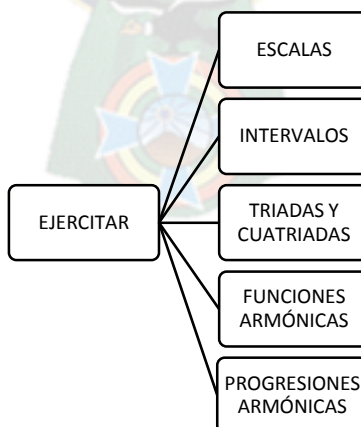 ESCALAS
INTERVALOS
EJERCITAR
TRIADAS Y
CUATRIADAS
FUNCIONES
ARMÓNICAS
PROGRESIONES
ARMÓNICAS